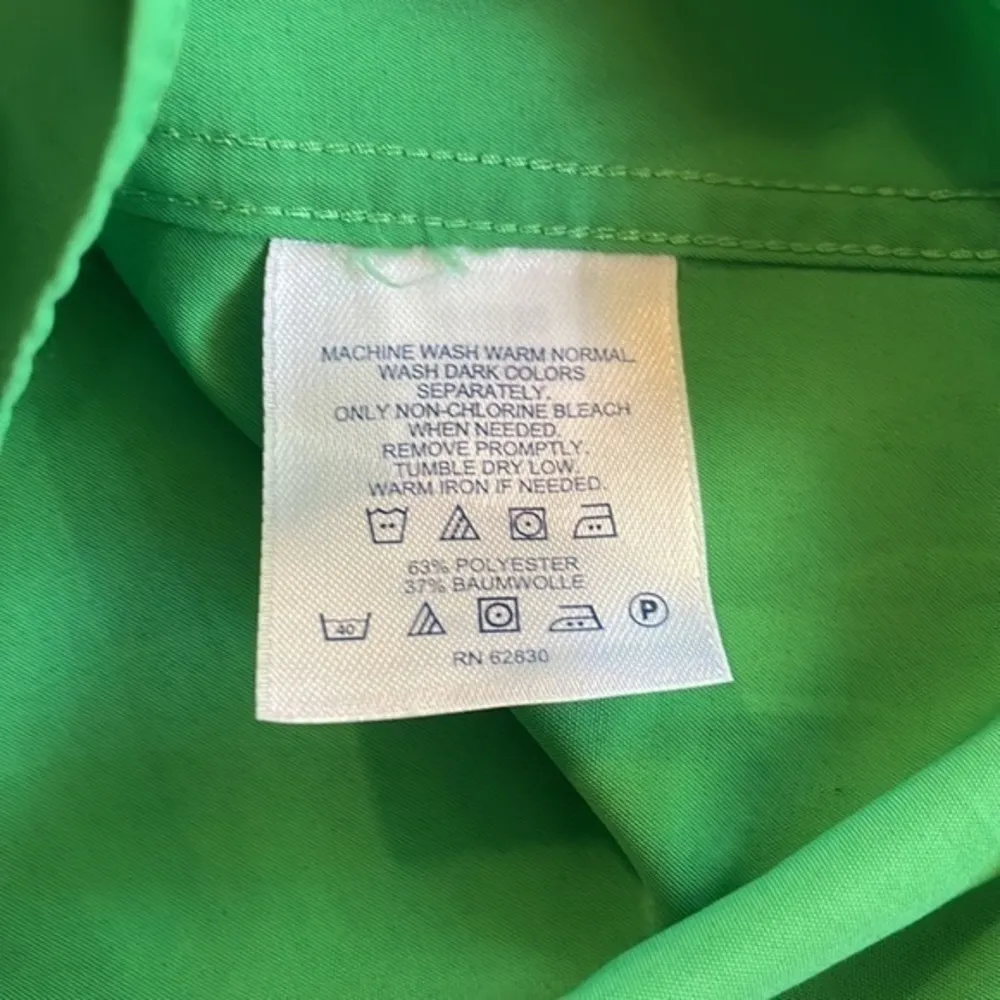 MACHINE WASH WARM NORMAL.
WASH DARK COLORS
SEPARATELY.
ONLY NON-CHLORINE BLEACH
WHEN NEEDED.
REMOVE PROMPTLY.
TUMBLE DRY LOW.
WARM IRON IF NEEDED.
63% POLYESTER
37% BAUMWOLLE
40 P
RN 62830